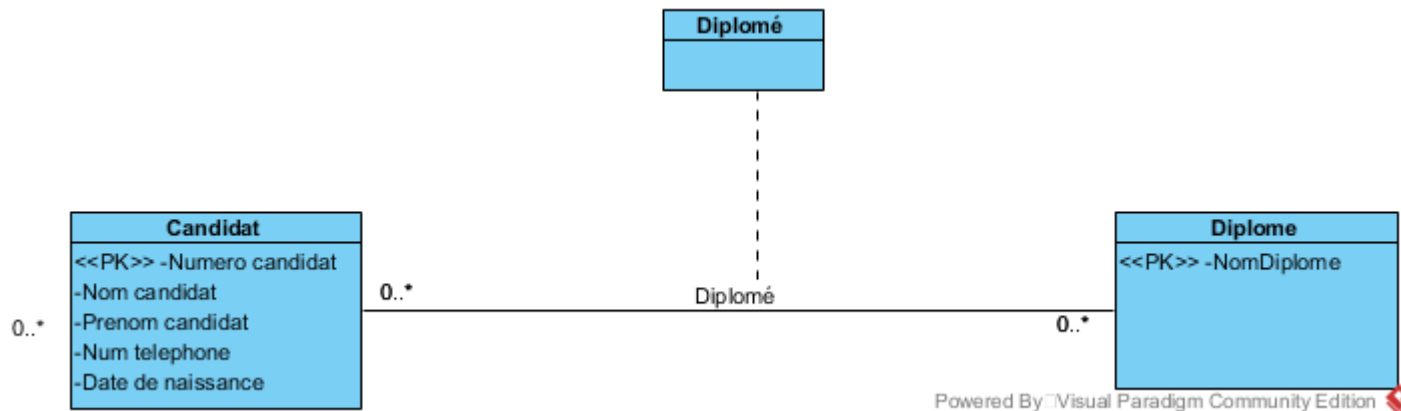 Diplomé
Candidat
<<PK>> -Numero candidat
-Nom candidat
-Prenom candidat
-Num telephone
-Date de naissance
0..*
0..*
Diplomé
0..*
Diplome
<<PK>> -NomDiplome
Powered By Visual Paradigm Community Edition